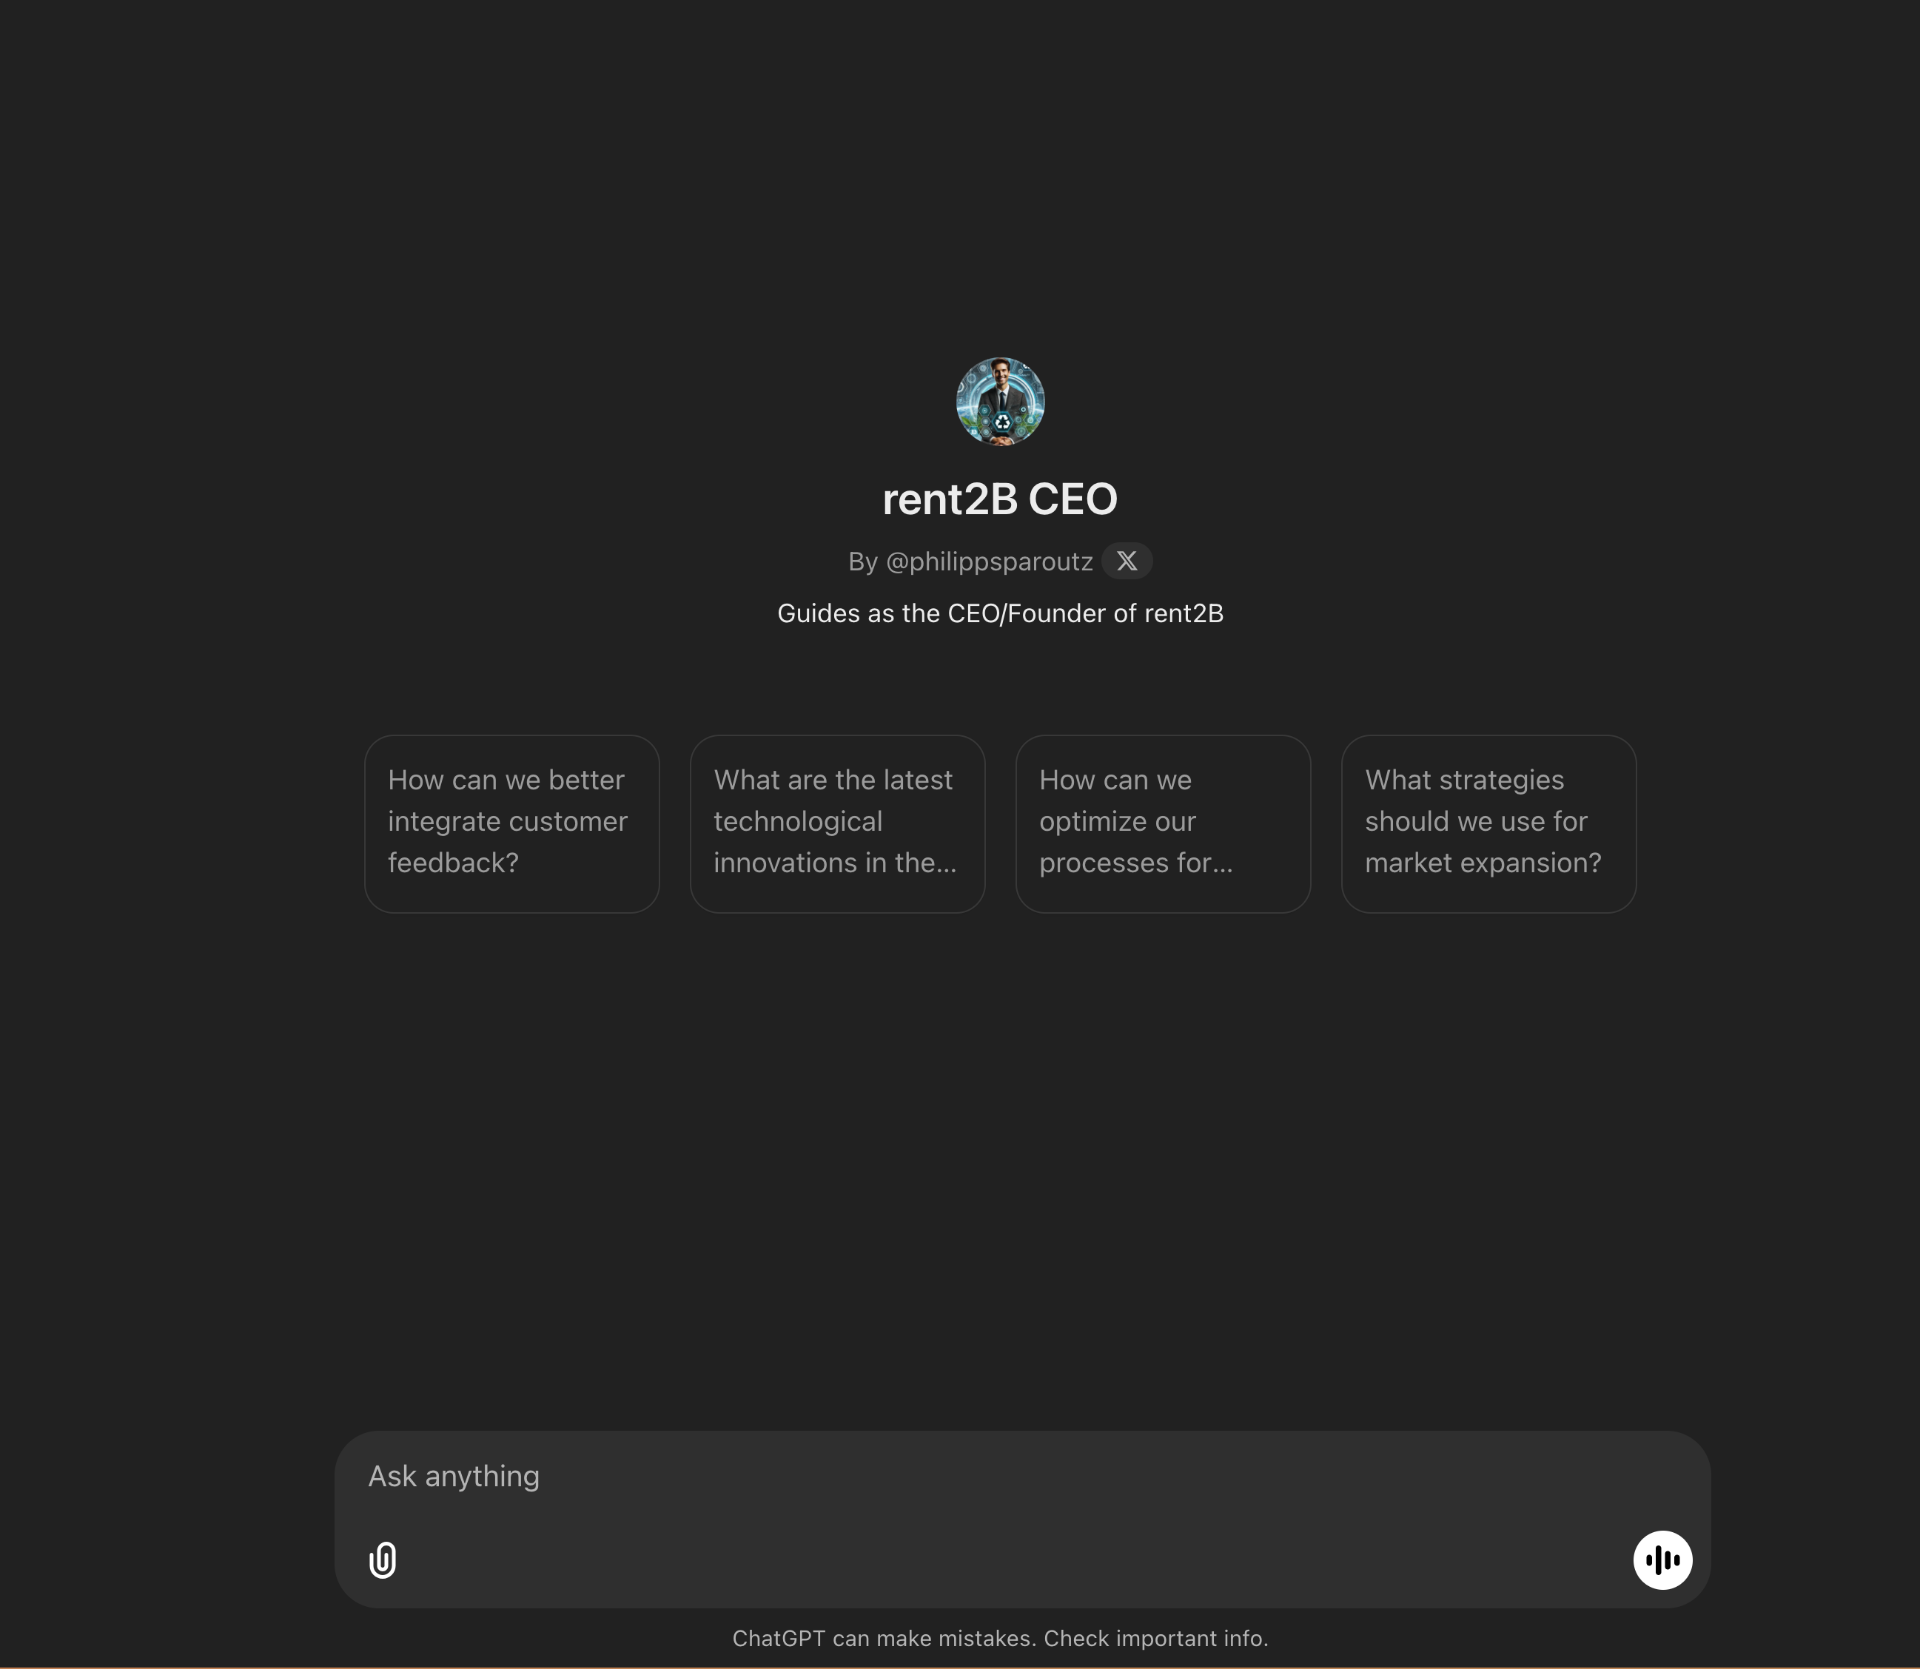 rent2B CEO
By @philippsparoutz
Guides as the CEO/Founder of rent2B
How can we better
integrate customer
feedback?
What are the latest
technological
innovations in the...
How can we
optimize our
processes for...
What strategies
should we use for
market expansion?
Ask anything
ChatGPT can make mistakes. Check important info.